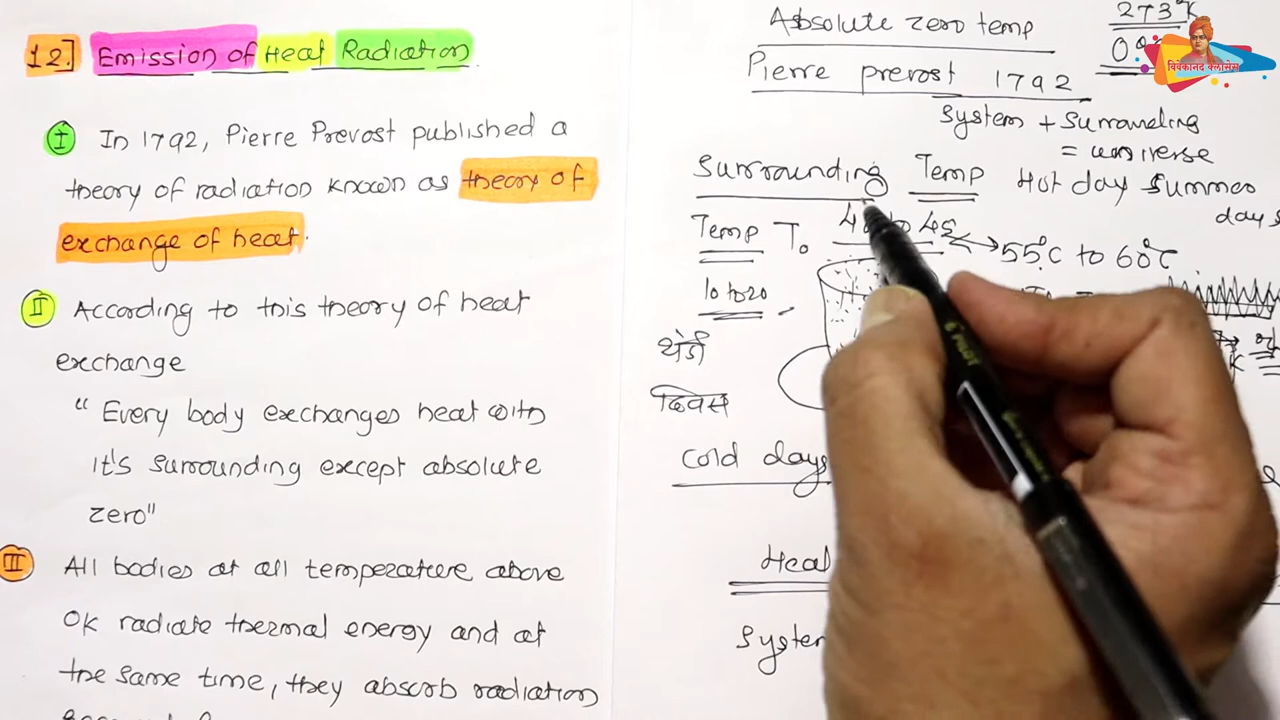 12] Emission of Heat Radiation.
I In 1792, Pierre Prevost published a
theory of radiation known as theory of
exchange of heat.
II According to this theory of heat
exchange
" Every body exchanges heat with
it's surrounding except absolute
zero"
III All bodies at all temperature above
OK radiate thermal energy and at
the same time, they absorb radiation
Absolute zero temp
273°K
Pierre prevost 1792
विवेकानंद क्लासेस
System + Surrounding
= universe
Surrounding Temp Hot day Summer
days
Temp T₀
55°C to 60°C
10 to 20
थंडी
दिवस
cold days
Heat
System